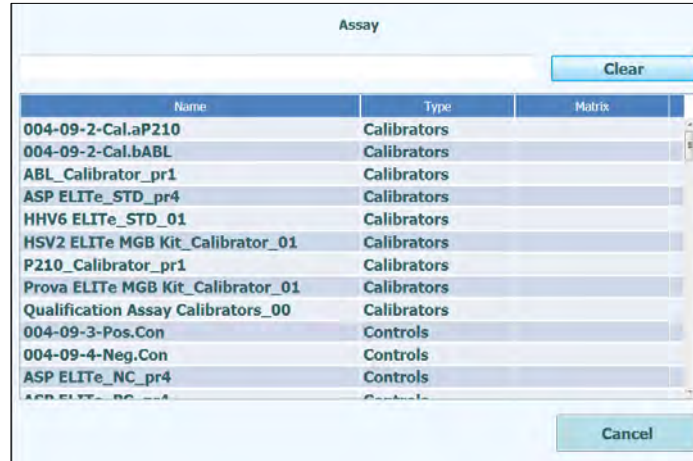 Assay
Clear
Name Type Matrix
004-09-2-Cal.aP210 Calibrators
004-09-2-Cal.bABL Calibrators
ABL_Calibrator_pr1 Calibrators
ASP ELITe_STD_pr4 Calibrators
HHV6 ELITe_STD_01 Calibrators
HSV2 ELITe MGB Kit_Calibrator_01 Calibrators
P210_Calibrator_pr1 Calibrators
Prova ELITe MGB Kit_Calibrator_01 Calibrators
Qualification Assay Calibrators_00 Calibrators
004-09-3-Pos.Con Controls
004-09-4-Neg.Con Controls
ASP ELITe_NC_pr4 Controls
Cancel